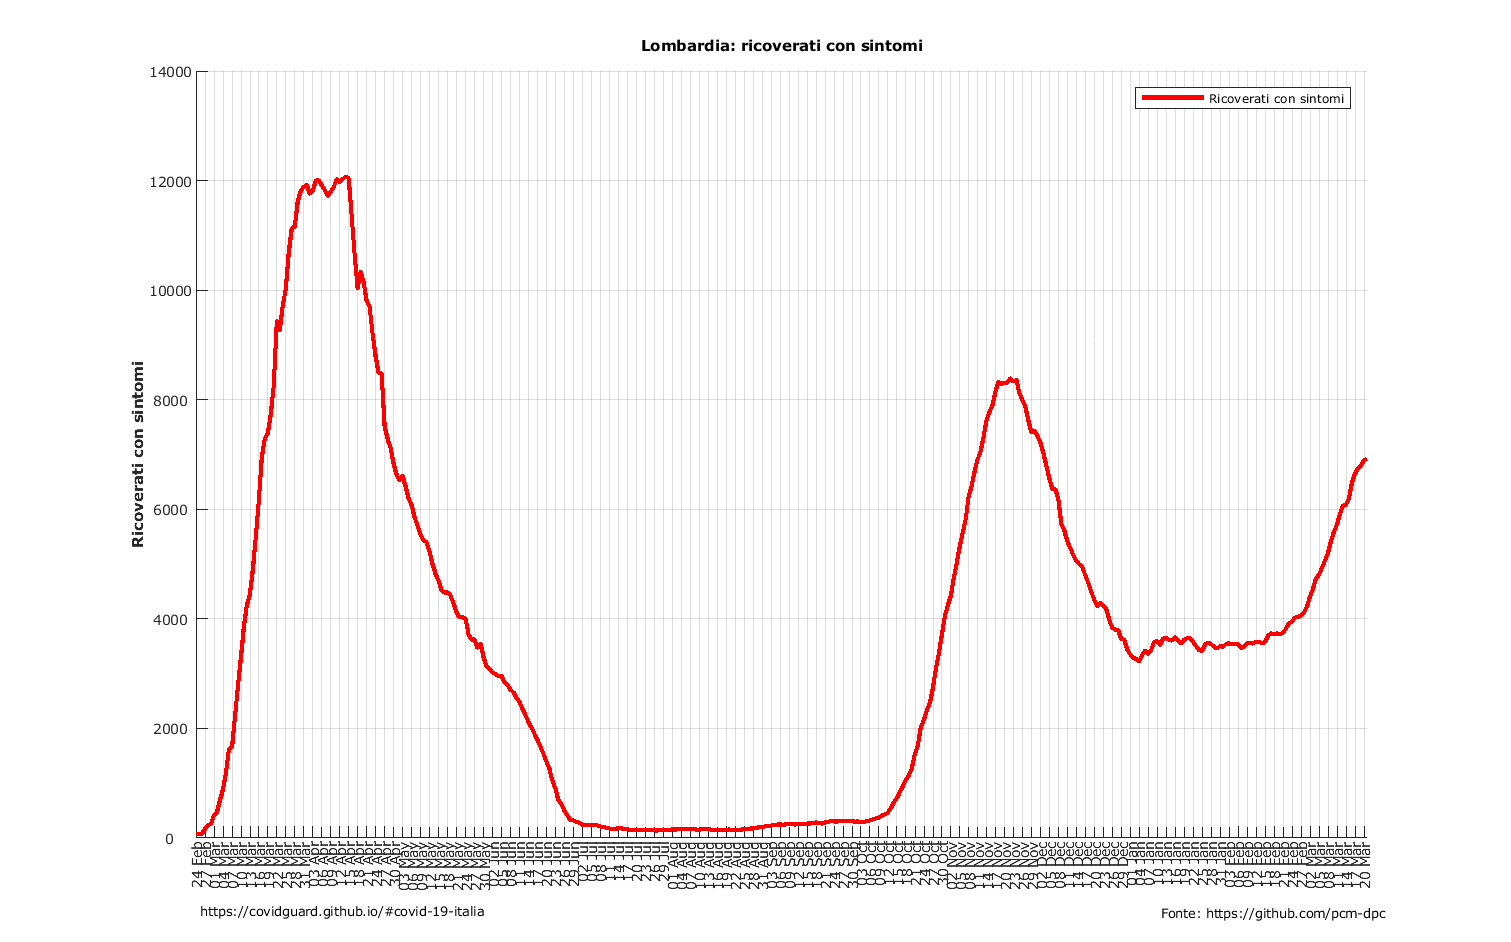 Lombardia: ricoverati con sintomi
Ricoverati con sintomi
14000
12000
10000
8000
6000
4000
2000
0
Ricoverati con sintomi
24 Feb
27 Feb
01 Mar
04 Mar
07 Mar
10 Mar
13 Mar
16 Mar
19 Mar
22 Mar
25 Mar
28 Mar
31 Mar
03 Apr
06 Apr
09 Apr
12 Apr
15 Apr
18 Apr
21 Apr
24 Apr
27 Apr
30 Apr
03 May
06 May
09 May
12 May
15 May
18 May
21 May
24 May
27 May
30 May
02 Jun
05 Jun
08 Jun
11 Jun
14 Jun
17 Jun
20 Jun
23 Jun
26 Jun
29 Jun
02 Jul
05 Jul
08 Jul
11 Jul
14 Jul
17 Jul
20 Jul
23 Jul
26 Jul
29 Jul
01 Aug
04 Aug
07 Aug
10 Aug
13 Aug
16 Aug
19 Aug
22 Aug
25 Aug
28 Aug
31 Aug
03 Sep
06 Sep
09 Sep
12 Sep
15 Sep
18 Sep
21 Sep
24 Sep
27 Sep
30 Sep
03 Oct
06 Oct
09 Oct
12 Oct
15 Oct
18 Oct
21 Oct
24 Oct
27 Oct
30 Oct
02 Nov
05 Nov
08 Nov
11 Nov
14 Nov
17 Nov
20 Nov
23 Nov
26 Nov
29 Nov
02 Dec
05 Dec
08 Dec
11 Dec
14 Dec
17 Dec
20 Dec
23 Dec
26 Dec
29 Dec
01 Jan
04 Jan
07 Jan
10 Jan
13 Jan
16 Jan
19 Jan
22 Jan
25 Jan
28 Jan
31 Jan
03 Feb
06 Feb
09 Feb
12 Feb
15 Feb
18 Feb
21 Feb
24 Feb
27 Feb
02 Mar
05 Mar
08 Mar
11 Mar
14 Mar
17 Mar
20 Mar
https://covidguard.github.io/#covid-19-italia
Fonte: https://github.com/pcm-dpc